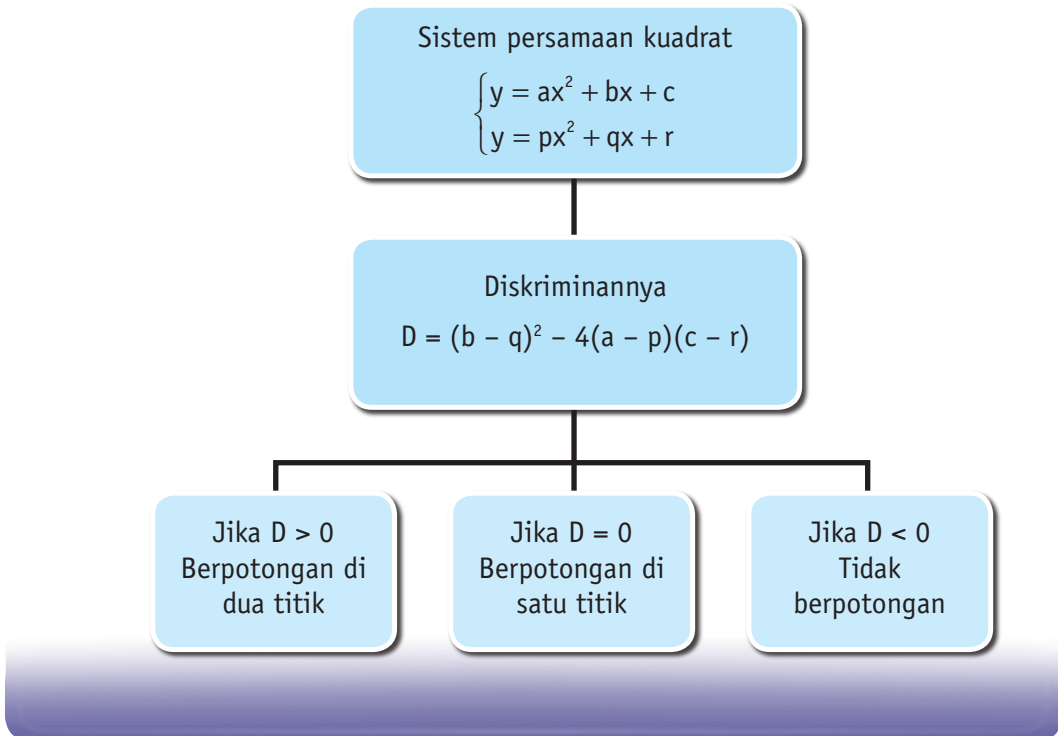 Sistem persamaan kuadrat
y = ax² + bx + c
y = px² + qx + r
Diskriminannya
D = (b – q)² – 4(a – p)(c – r)
Jika D > 0
Berpotongan di
dua titik
Jika D = 0
Berpotongan di
satu titik
Jika D < 0
Tidak
berpotongan